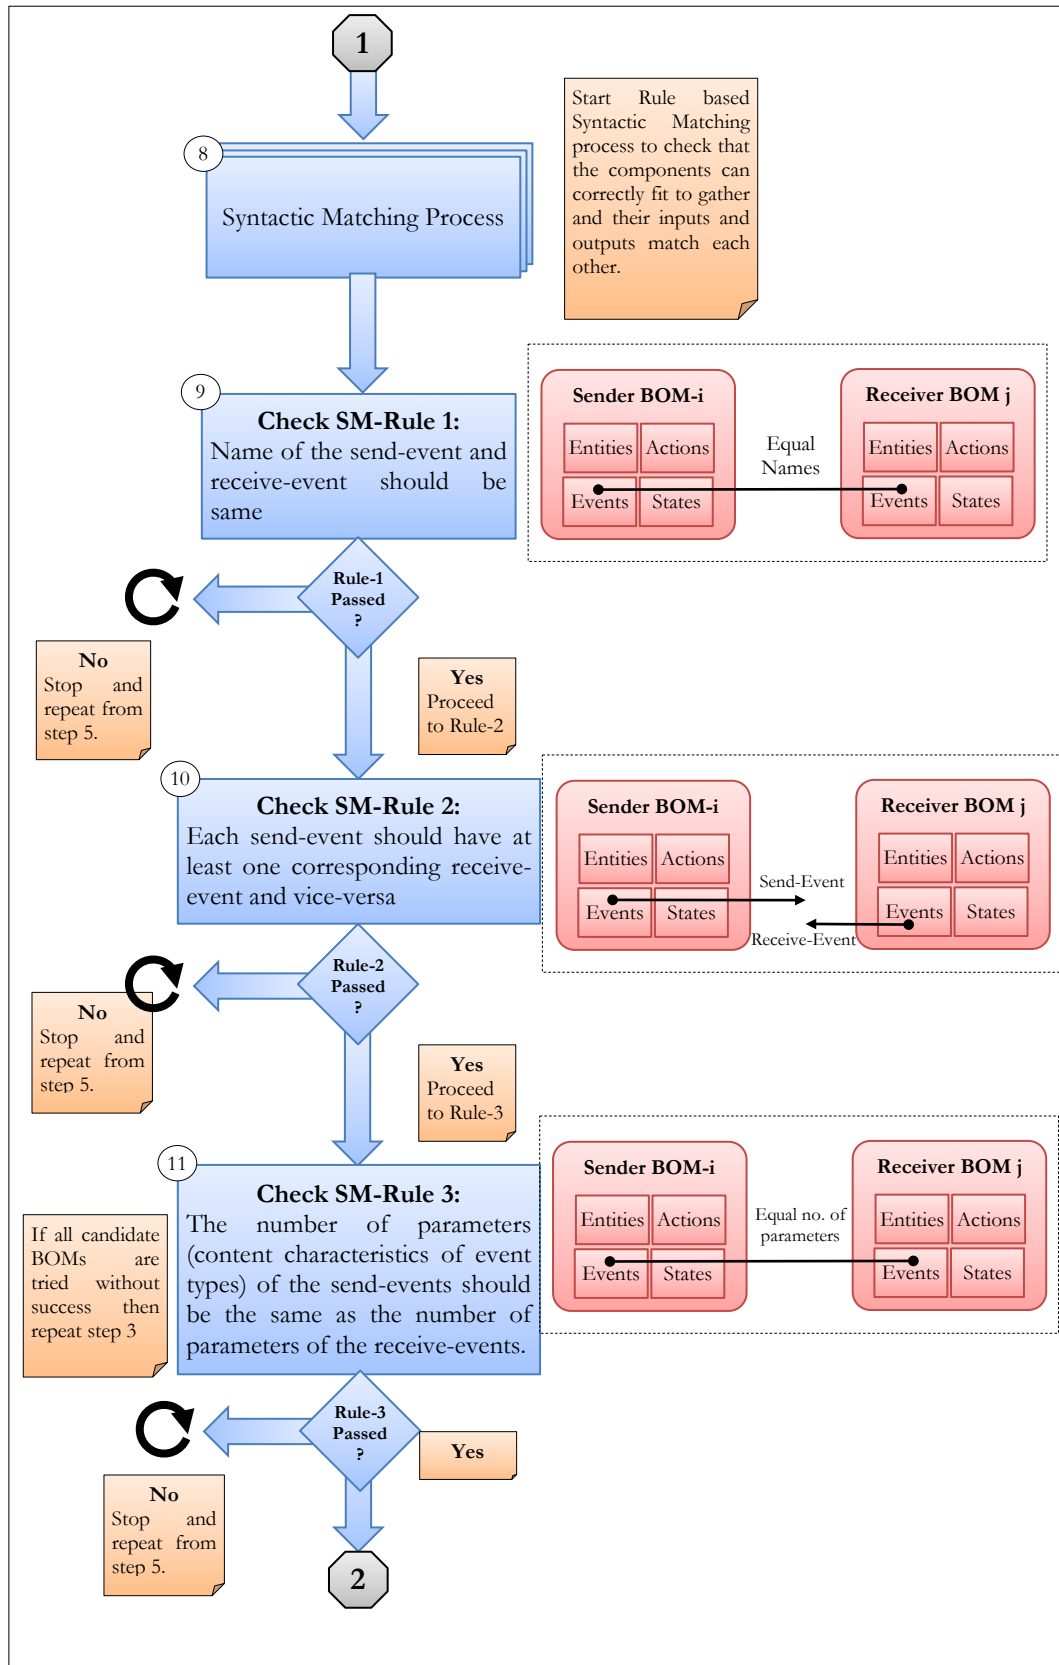 1
Start Rule based
Syntactic Matching
process to check that
the components can
correctly fit to gather
and their inputs and
outputs match each
other.
8
Syntactic Matching Process
9
Check SM-Rule 1:
Name of the send-event and
receive-event should be
same
Sender BOM-i
Entities
Actions
Events
States
Equal
Names
Receiver BOM j
Entities
Actions
Events
States
Rule-1
Passed
?
No
Stop and
repeat from
step 5.
Yes
Proceed
to Rule-2
10
Check SM-Rule 2:
Each send-event should have at
least one corresponding receive-
event and vice-versa
Sender BOM-i
Entities
Actions
Events
States
Send-Event
Receive-Event
Receiver BOM j
Entities
Actions
Events
States
Rule-2
Passed
?
No
Stop and
repeat from
step 5.
Yes
Proceed
to Rule-3
11
Check SM-Rule 3:
The number of parameters
(content characteristics of event
types) of the send-events should
be the same as the number of
parameters of the receive-events.
If all candidate
BOMs are
tried without
success then
repeat step 3
Sender BOM-i
Entities
Actions
Events
States
Equal no. of
parameters
Receiver BOM j
Entities
Actions
Events
States
Rule-3
Passed
?
Yes
No
Stop and
repeat from
step 5.
2